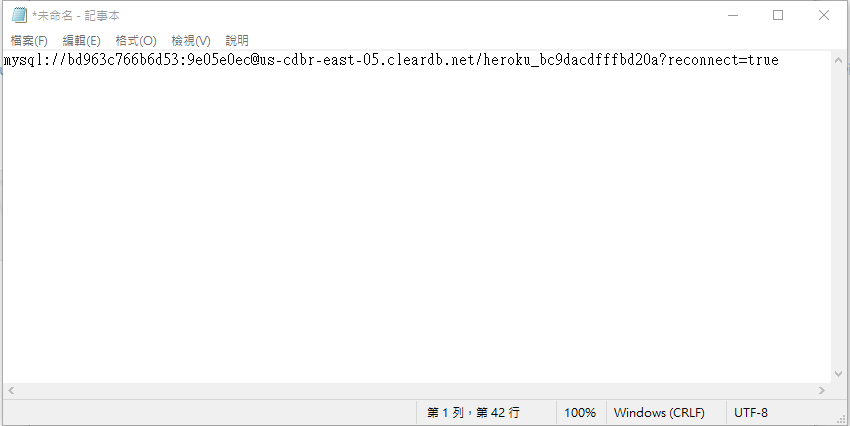 *未命名 - 記事本
檔案(F) 編輯(E) 格式(O) 檢視(V) 說明
mysql://bd963c766b6d53:9e05e0ec@us-cdbr-east-05.cleardb.net/heroku_bc9dacdfffbd20a?reconnect=true
第 1 列，第 42 行 100% Windows (CRLF) UTF-8